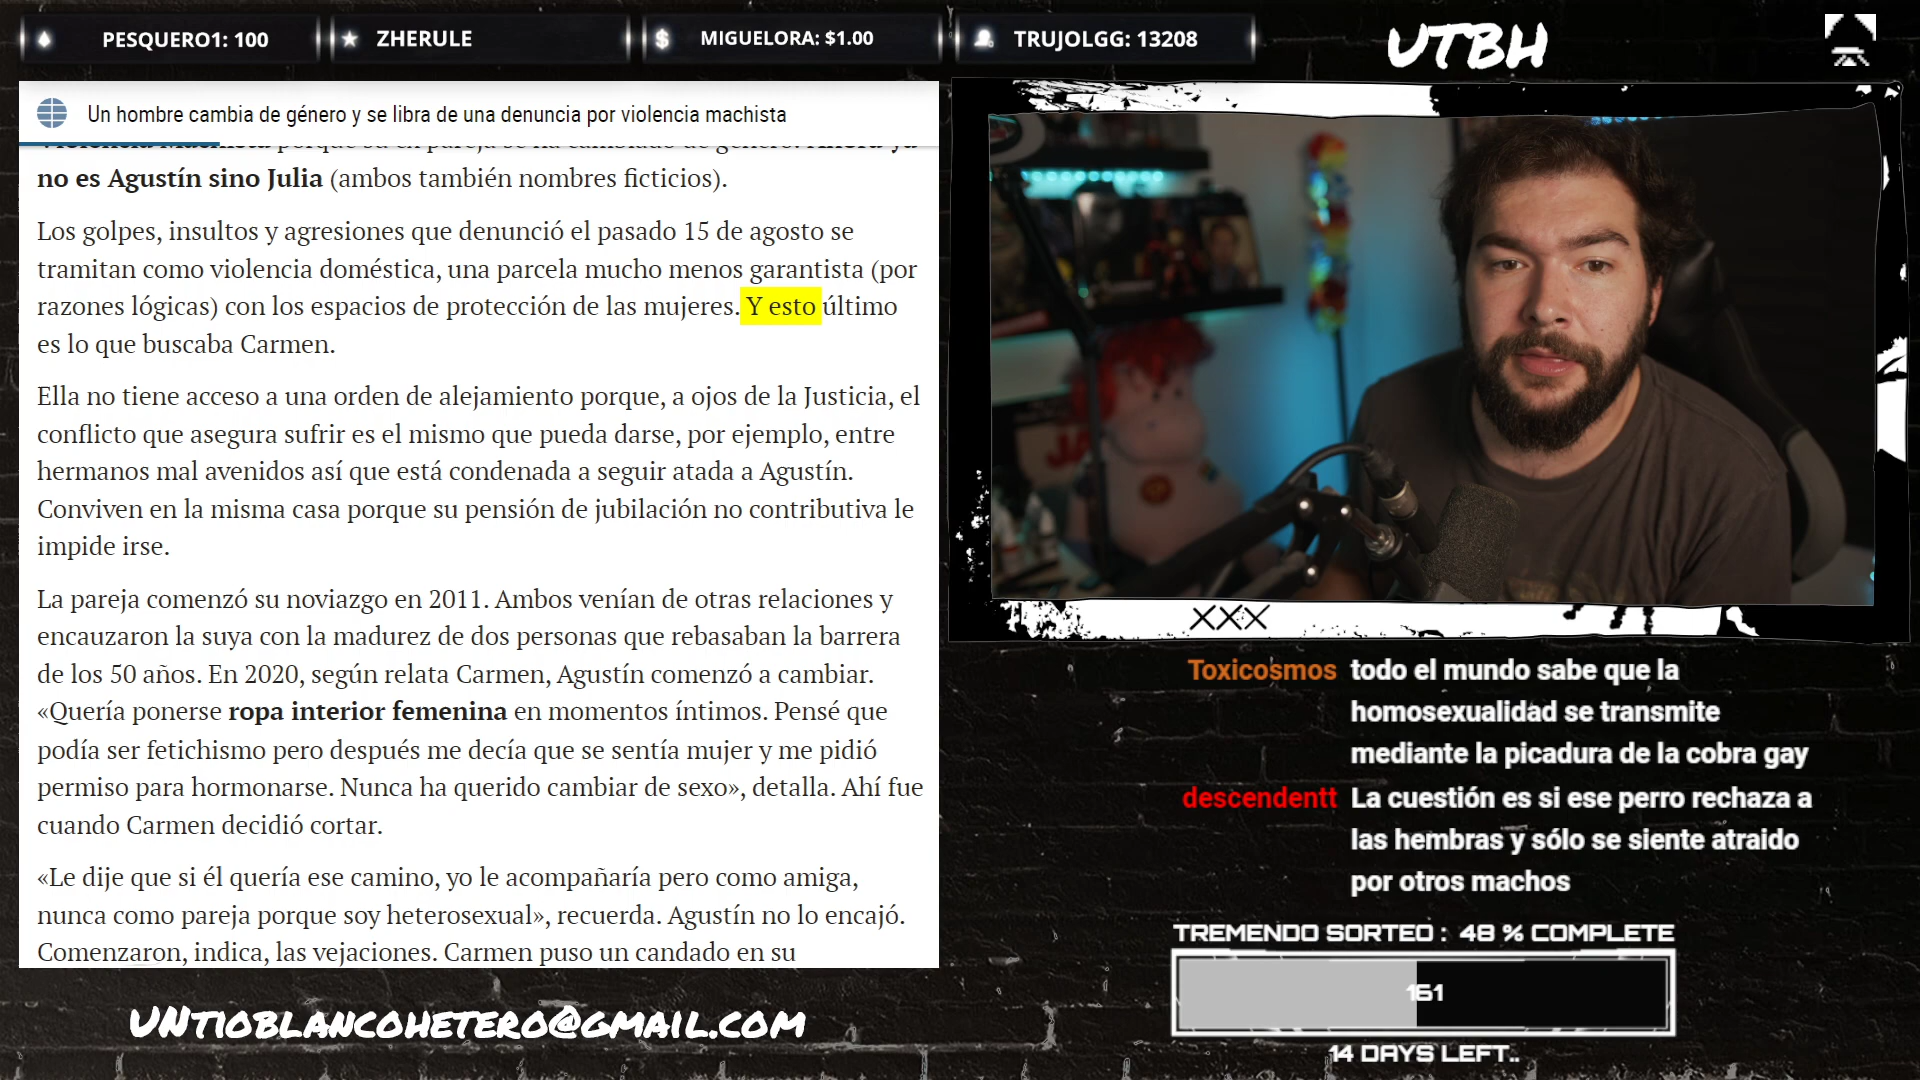 PESQUERO1: 100
ZHERULE
$
MIGUELORA: $1.00
TRUJOLGG: 13208
UTBH
Un hombre cambia de género y se libra de una denuncia por violencia machista
no es Agustín sino Julia (ambos también nombres ficticios).
Los golpes, insultos y agresiones que denunció el pasado 15 de agosto se
tramitan como violencia doméstica, una parcela mucho menos garantista (por
razones lógicas) con los espacios de protección de las mujeres. Y esto último
es lo que buscaba Carmen.
Ella no tiene acceso a una orden de alejamiento porque, a ojos de la Justicia, el
conflicto que asegura sufrir es el mismo que pueda darse, por ejemplo, entre
hermanos mal avenidos así que está condenada a seguir atada a Agustín.
Conviven en la misma casa porque su pensión de jubilación no contributiva le
impide irse.
La pareja comenzó su noviazgo en 2011. Ambos venían de otras relaciones y
encauzaron la suya con la madurez de dos personas que rebasaban la barrera
de los 50 años. En 2020, según relata Carmen, Agustín comenzó a cambiar.
«Quería ponerse ropa interior femenina en momentos íntimos. Pensé que
podía ser fetichismo pero después me decía que se sentía mujer y me pidió
permiso para hormonarse. Nunca ha querido cambiar de sexo», detalla. Ahí fue
cuando Carmen decidió cortar.
«Le dije que si él quería ese camino, yo le acompañaría pero como amiga,
nunca como pareja porque soy heterosexual», recuerda. Agustín no lo encajó.
Comenzaron, indica, las vejaciones. Carmen puso un candado en su
UNtioblancohetero@gmail.com
XXX
Toxicosmos todo el mundo sabe que la
homosexualidad se transmite
mediante la picadura de la cobra gay
descendentt La cuestión es si ese perro rechaza a
las hembras y sólo se siente atraido
por otros machos
TREMENDO SORTEO : 48 % COMPLETE
161
14 DAYS LEFT..